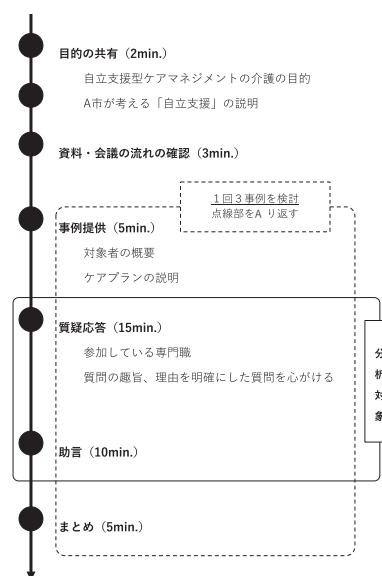 目的の共有（2min.）
自立支援型ケアマネジメントの介護の目的
A市が考える「自立支援」の説明
資料・会議の流れの確認（3min.）
１回３事例を検討
点線部をA り返す
事例提供（5min.）
対象者の概要
ケアプランの説明
質疑応答（15min.）
参加している専門職
質問の趣旨、理由を明確にした質問を心がける
分析対象
助言（10min.）
まとめ（5min.）